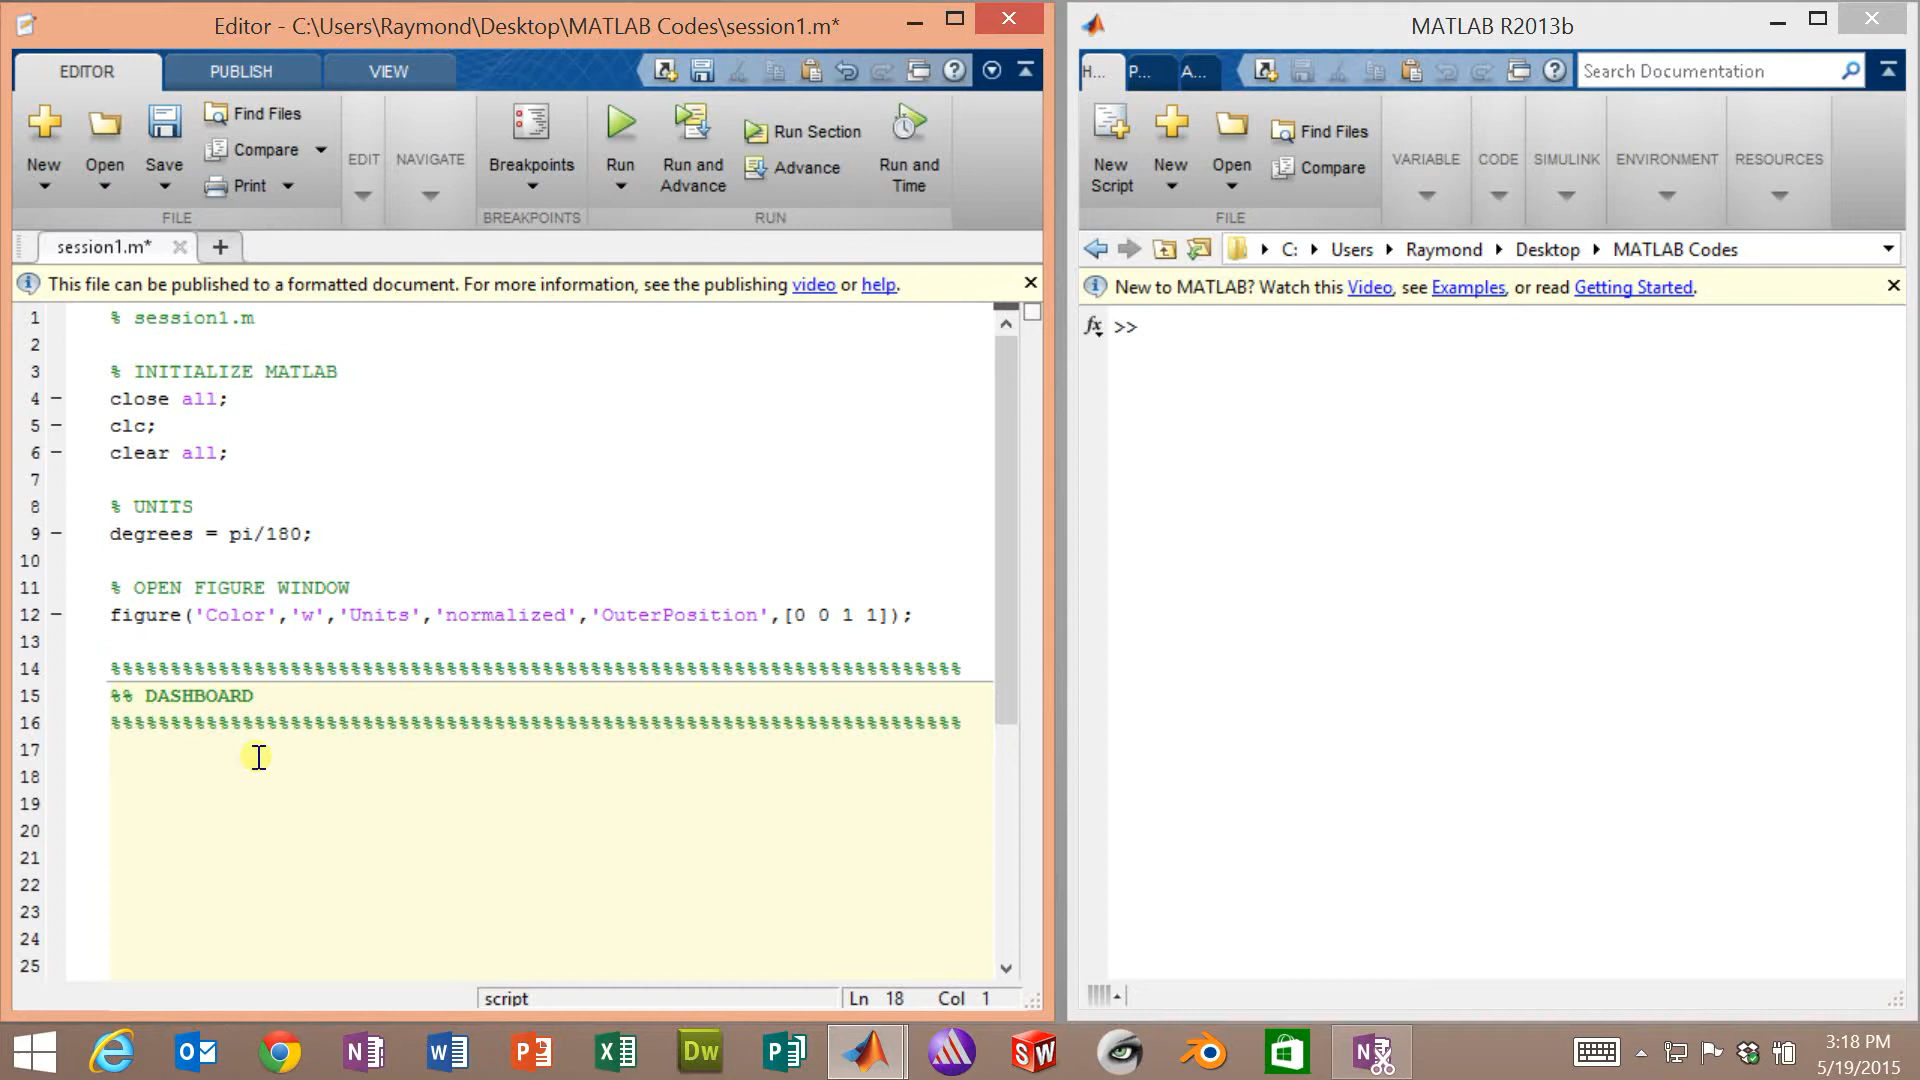 Editor - C:\Users\Raymond\Desktop\MATLAB Codes\session1.m*
EDITOR PUBLISH VIEW
New Open Save Find Files Compare Print
FILE
EDIT
NAVIGATE
Breakpoints
BREAKPOINTS
Run Run and Advance Run Section Advance Run and Time
RUN
session1.m*
This file can be published to a formatted document. For more information, see the publishing video or help.
1 % session1.m
2
3 % INITIALIZE MATLAB
4 close all;
5 clc;
6 clear all;
7
8 % UNITS
9 degrees = pi/180;
10
11 % OPEN FIGURE WINDOW
12 figure('Color','w','Units','normalized','OuterPosition',[0 0 1 1]);
13
14 %%%%%%%%%%%%%%%%%%%%%%%%%%%%%%%%%%%%%%%%%%%%%%%%%%%%%%%%%%%%%%%%%%%%%%%
15 %% DASHBOARD
16 %%%%%%%%%%%%%%%%%%%%%%%%%%%%%%%%%%%%%%%%%%%%%%%%%%%%%%%%%%%%%%%%%%%%%%%
17
18
19
20
21
22
23
24
25
script Ln 18 Col 1
MATLAB R2013b
H... P... A... Search Documentation
New Script New Open Find Files Compare
FILE
VARIABLE CODE SIMULINK ENVIRONMENT RESOURCES
C: Users Raymond Desktop MATLAB Codes
New to MATLAB? Watch this Video, see Examples, or read Getting Started.
fx >>
3:18 PM
5/19/2015